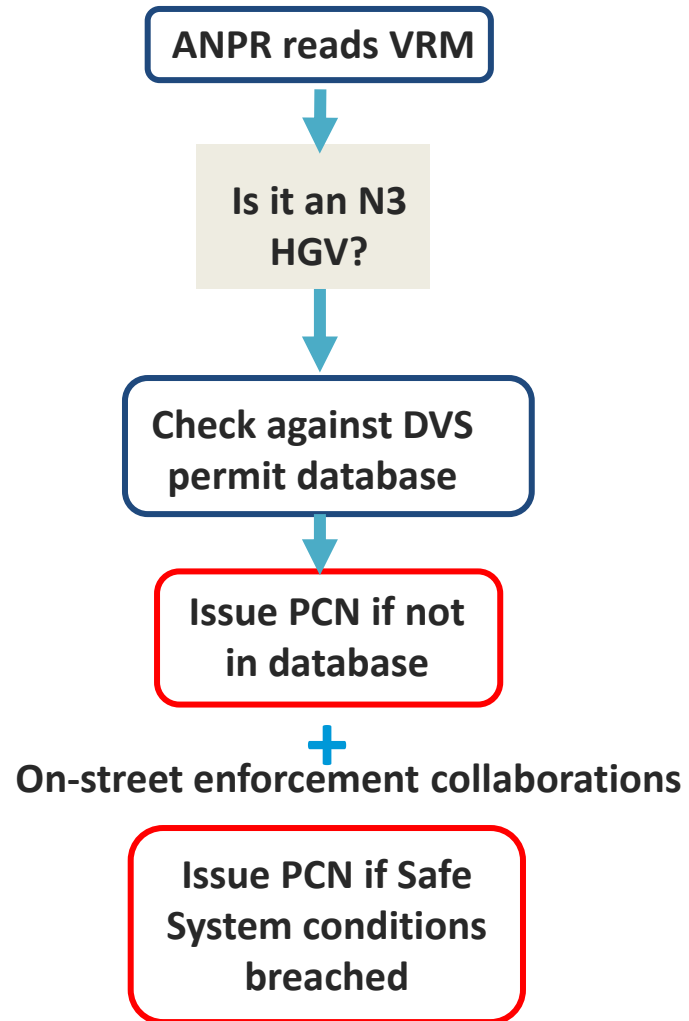 ANPR reads VRM
Is it an N3
HGV?
Check against DVS
permit database
Issue PCN if not
in database
+
On-street enforcement collaborations
Issue PCN if Safe
System conditions
breached